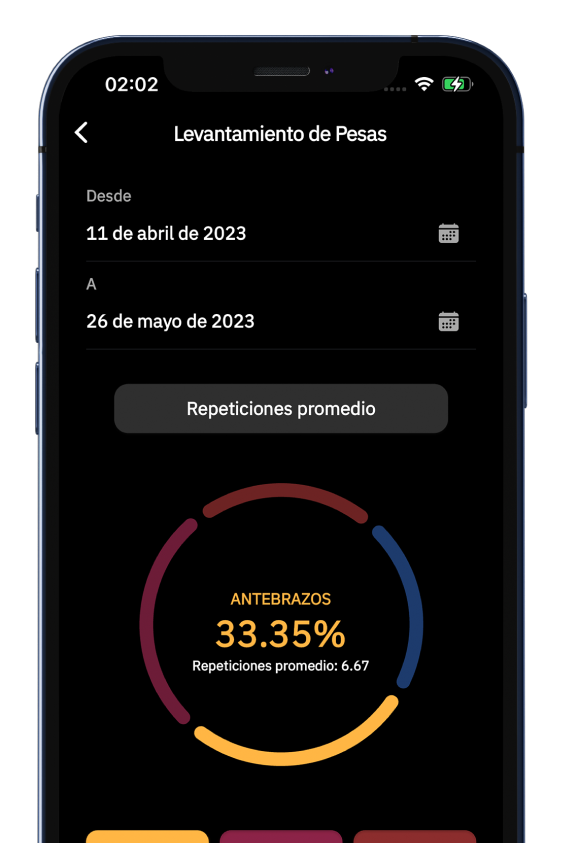 02:02
Levantamiento de Pesas
Desde
11 de abril de 2023
A
26 de mayo de 2023
Repeticiones promedio
ANTEBRAZOS
33.35%
Repeticiones promedio: 6.67